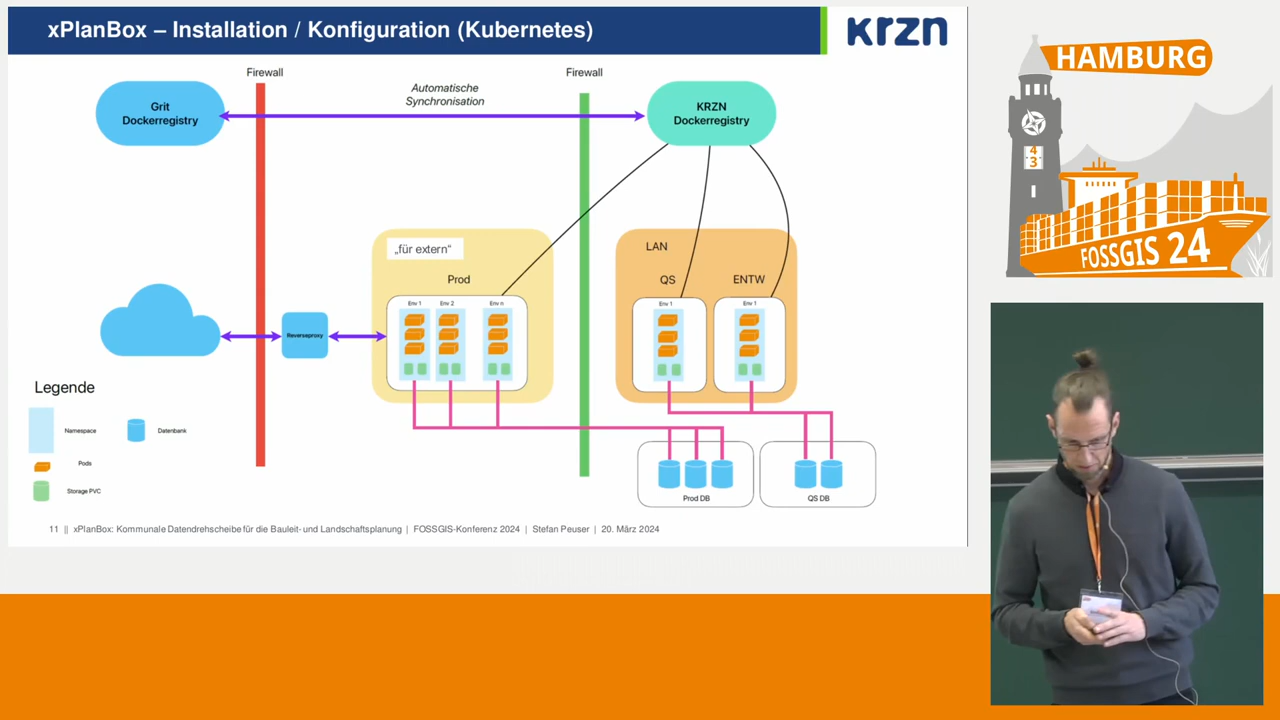 xPlanBox – Installation / Konfiguration (Kubernetes)
krzn
HAMBURG
4
3
FOSSGIS 24
Firewall
Firewall
Automatische
Synchronisation
Grit
Dockerregistry
KRZN
Dockerregistry
„für extern“
Prod
LAN
QS
ENTW
Env 1
Env 2
Env n
Env 1
Env 1
Reverseproxy
Legende
Namespace
Datenbank
Pods
Storage PVC
Prod DB
QS DB
11 || xPlanBox: Kommunale Datendrehscheibe für die Bauleit- und Landschaftsplanung | FOSSGIS-Konferenz 2024 | Stefan Peuser | 20. März 2024